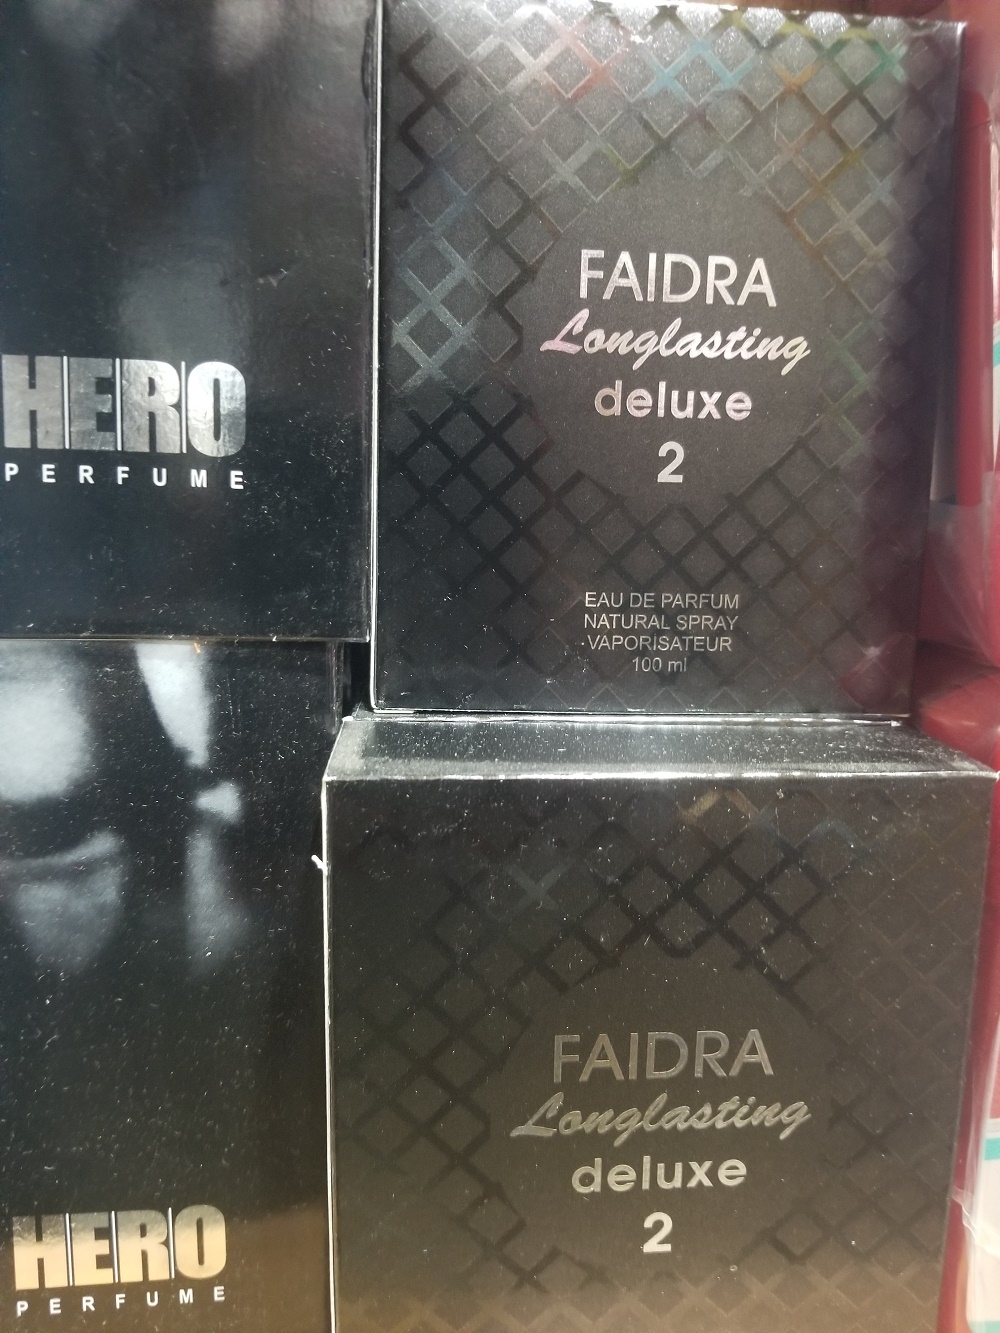 HERO
PERFUME
FAIDRA
Longlasting
deluxe
2
EAU DE PARFUM
NATURAL SPRAY
VAPORISATEUR
100 ml
HERO
PERFUME
FAIDRA
Longlasting
deluxe
2